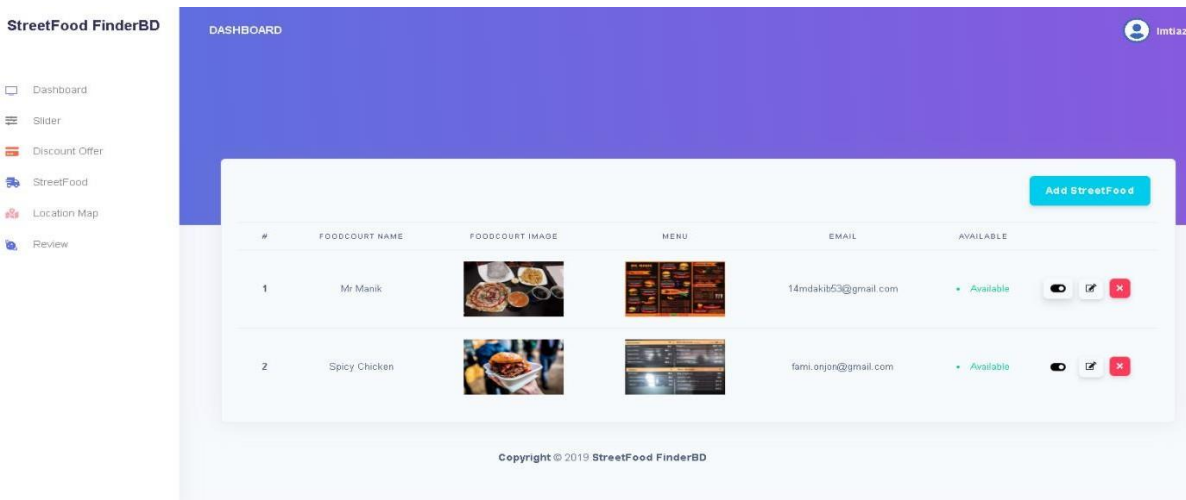 StreetFood FinderBD
DASHBOARD
Imtiaz
Dashboard
Slider
Discount Offer
StreetFood
Location Map
Review
Add StreetFood
# FOODCOURT NAME FOODCOURT IMAGE MENU EMAIL AVAILABLE
1 Mr Manik 14mdakib53@gmail.com Available
2 Spicy Chicken fami.onjon@gmail.com Available
Copyright © 2019 StreetFood FinderBD